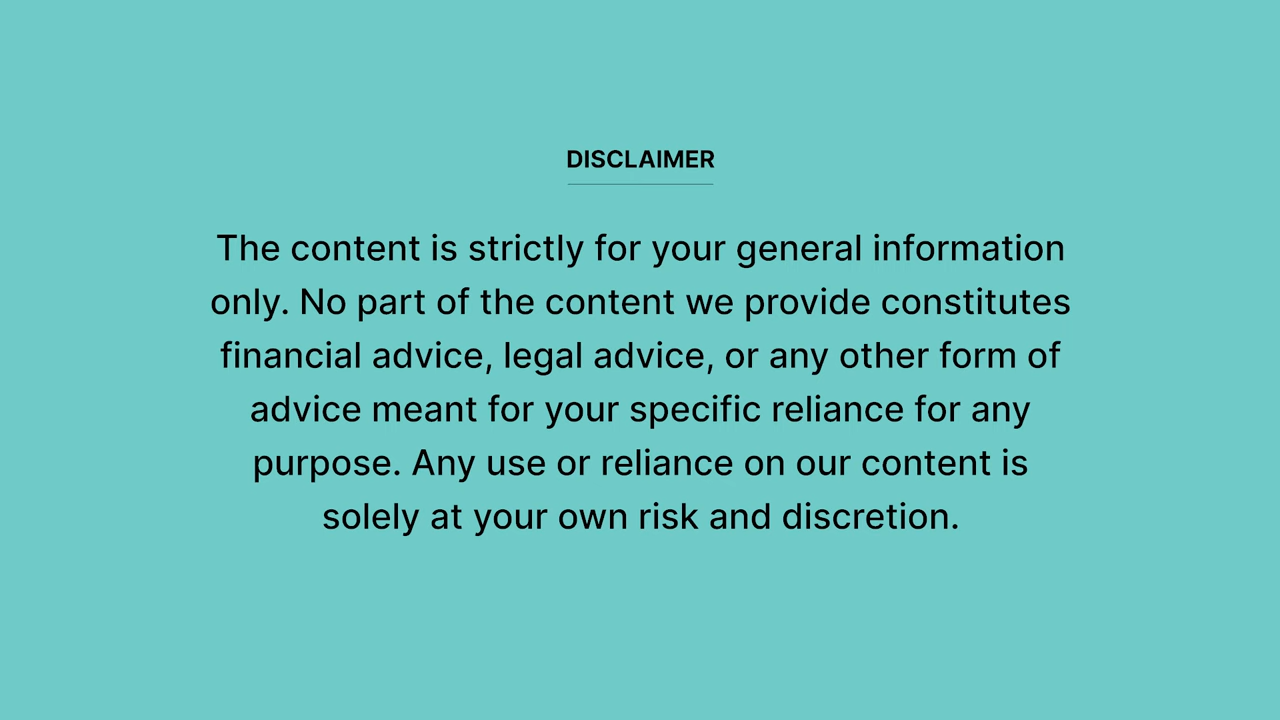 DISCLAIMER
The content is strictly for your general information
only. No part of the content we provide constitutes
financial advice, legal advice, or any other form of
advice meant for your specific reliance for any
purpose. Any use or reliance on our content is
solely at your own risk and discretion.